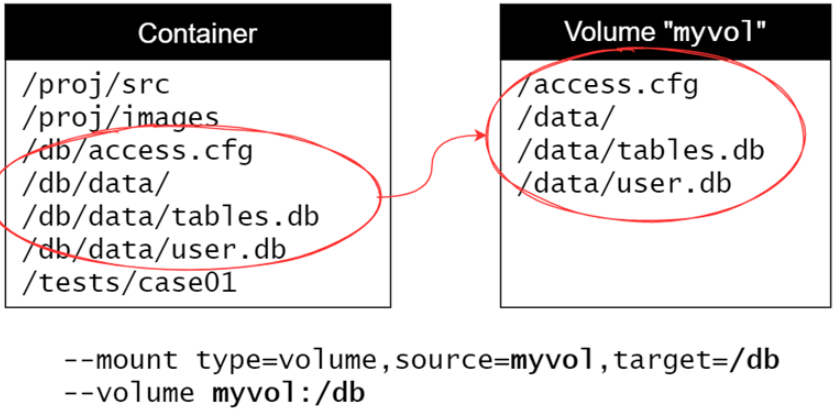 Container
/proj/src
/proj/images
/db/access.cfg
/db/data/
/db/data/tables.db
/db/data/user.db
/tests/case01
Volume "myvol"
/access.cfg
/data/
/data/tables.db
/data/user.db
--mount type=volume,source=myvol,target=/db
--volume myvol:/db